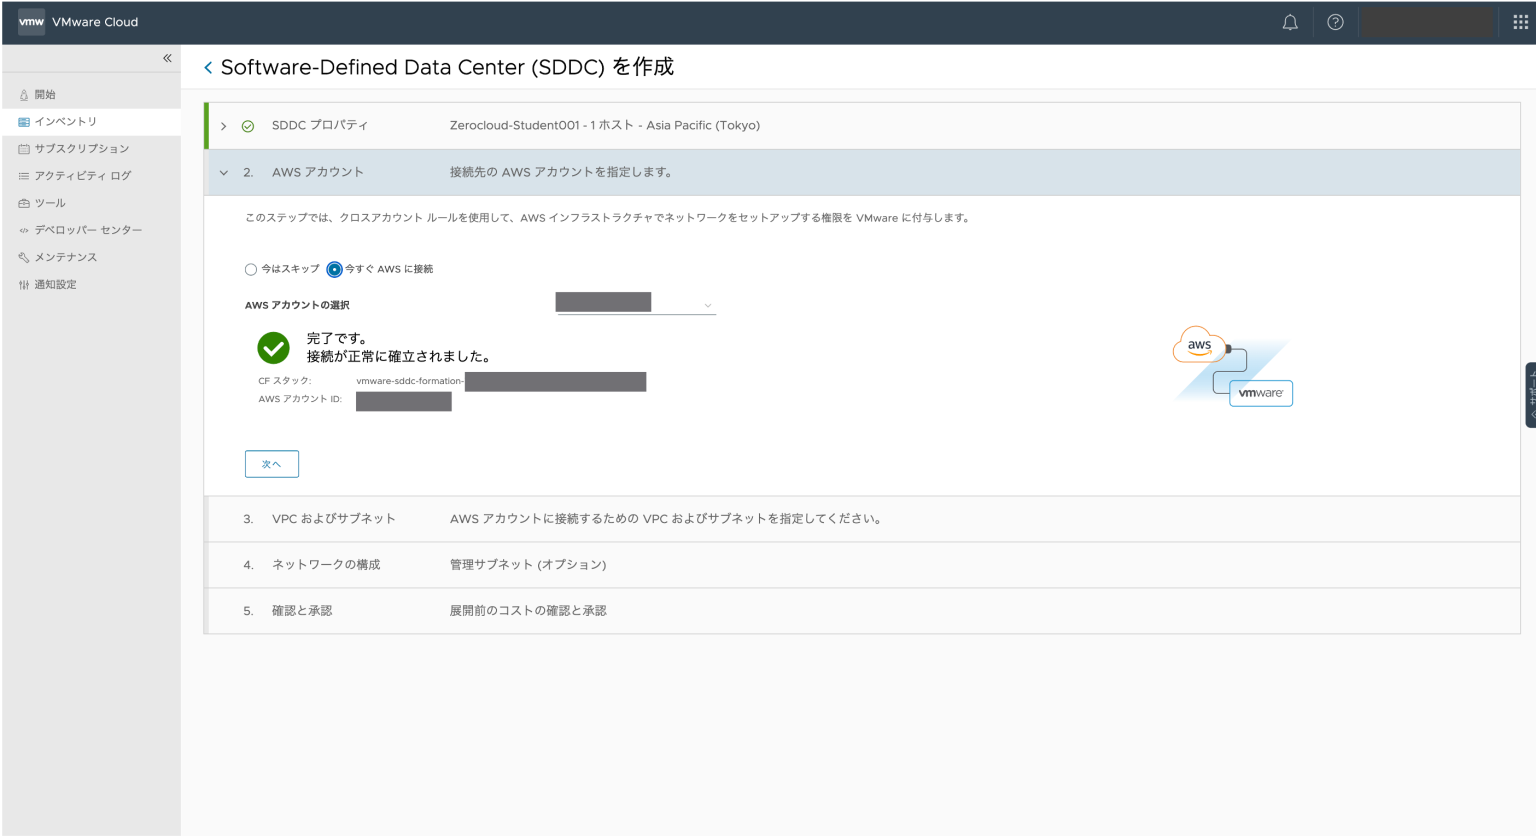 vmw VMware Cloud
Software-Defined Data Center (SDDC) を作成
開始
インベントリ
サブスクリプション
アクティビティ ログ
ツール
デベロッパー センター
メンテナンス
通知設定
SDDC プロパティ Zerocloud-Student001 - 1 ホスト - Asia Pacific (Tokyo)
2. AWS アカウント 接続先の AWS アカウントを指定します。
このステップでは、クロスアカウント ルールを使用して、AWS インフラストラクチャでネットワークをセットアップする権限を VMware に付与します。
今はスキップ 今すぐ AWS に接続
AWS アカウントの選択
完了です。
接続が正常に確立されました。
CF スタック: vmware-sddc-formation-
AWS アカウント ID:
aws
vmware
次へ
3. VPC およびサブネット AWS アカウントに接続するための VPC およびサブネットを指定してください。
4. ネットワークの構成 管理サブネット (オプション)
5. 確認と承認 展開前のコストの確認と承認